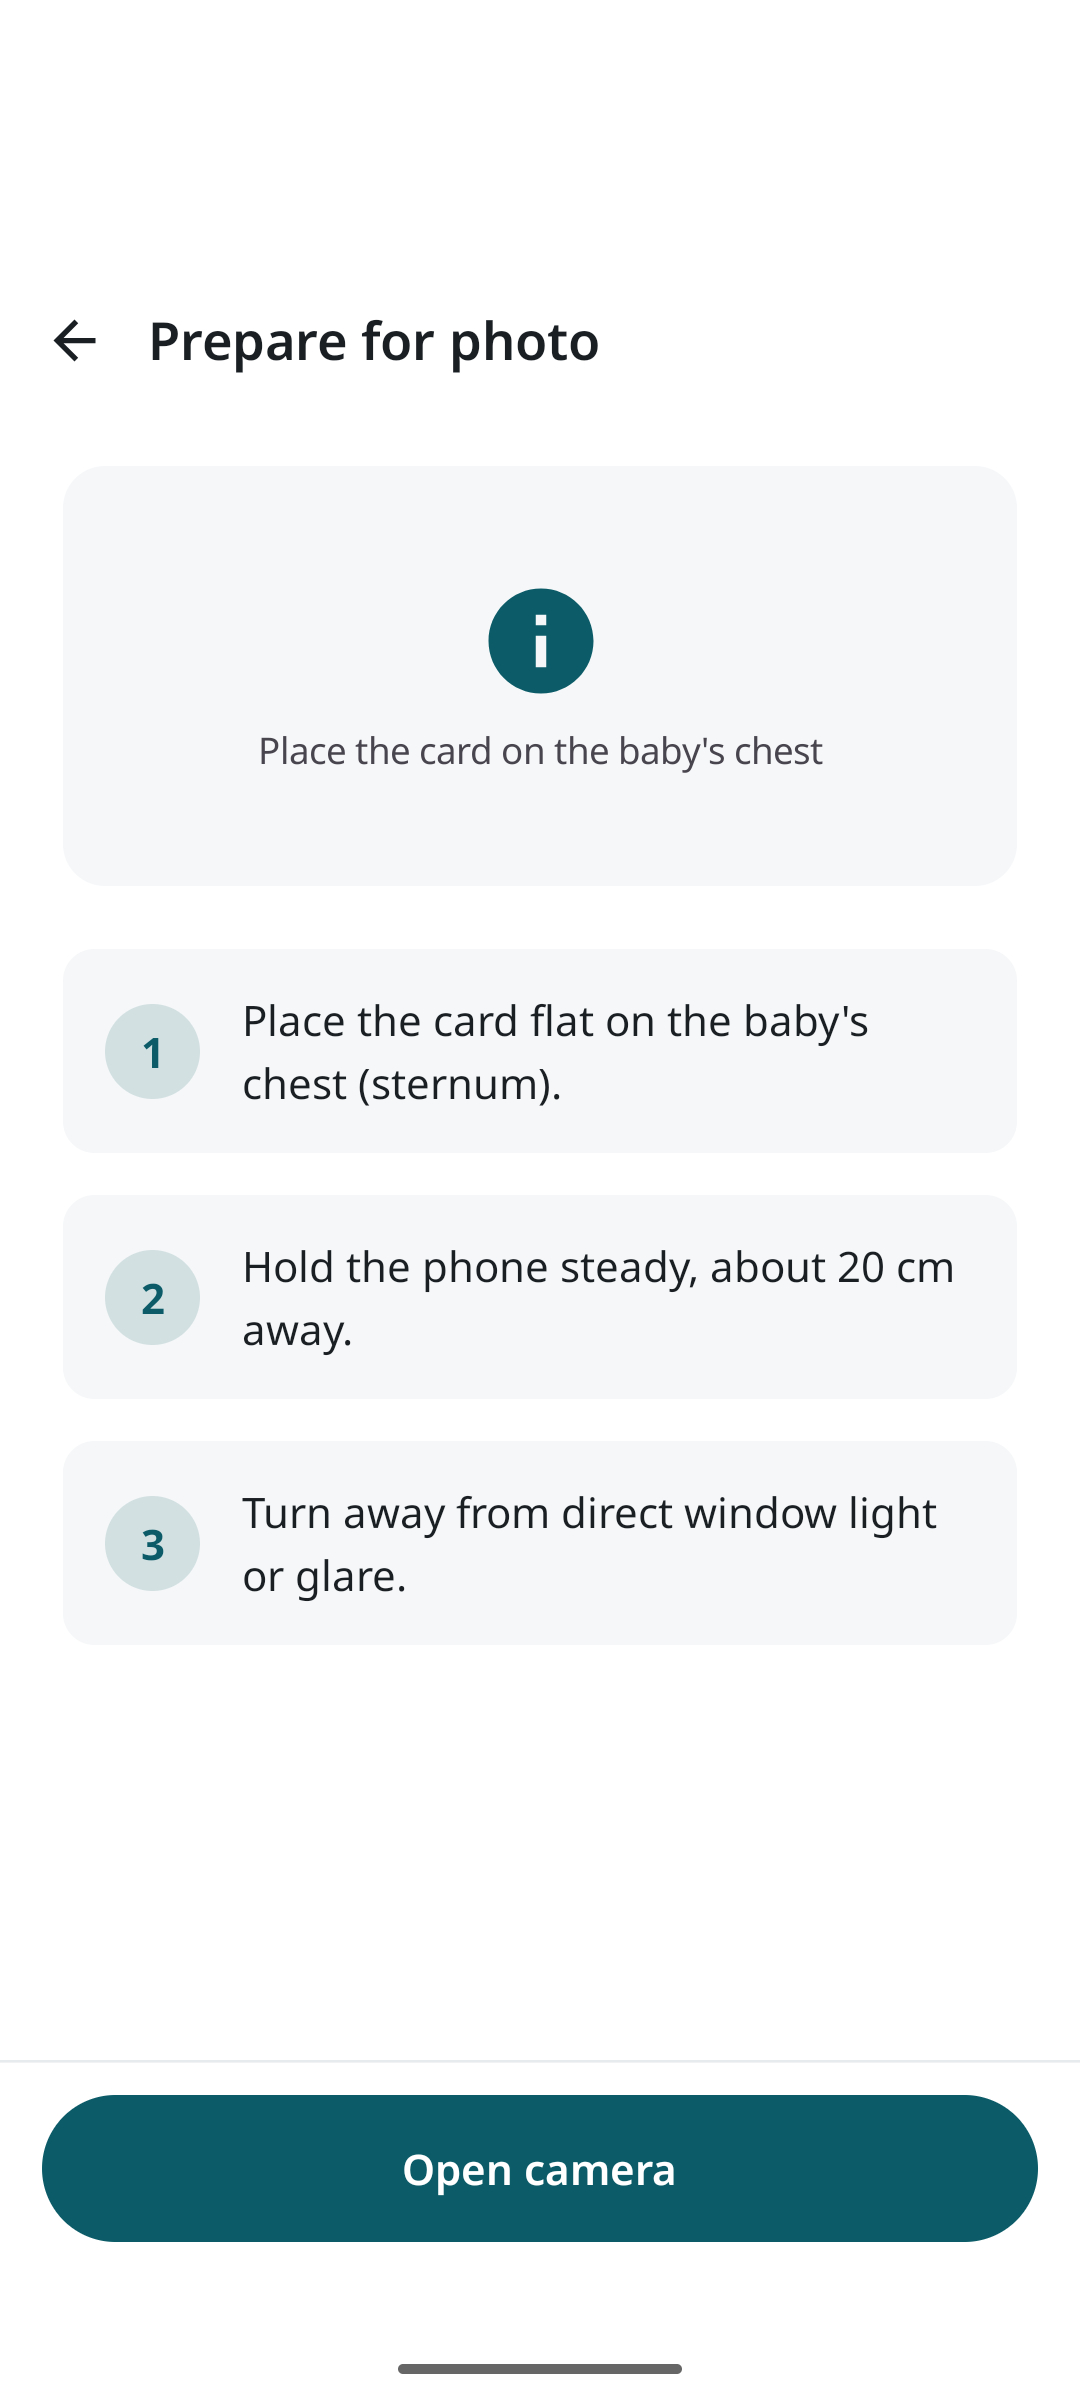 Prepare for photo
Place the card on the baby's chest
1
Place the card flat on the baby's
chest (sternum).
2
Hold the phone steady, about 20 cm
away.
3
Turn away from direct window light
or glare.
Open camera